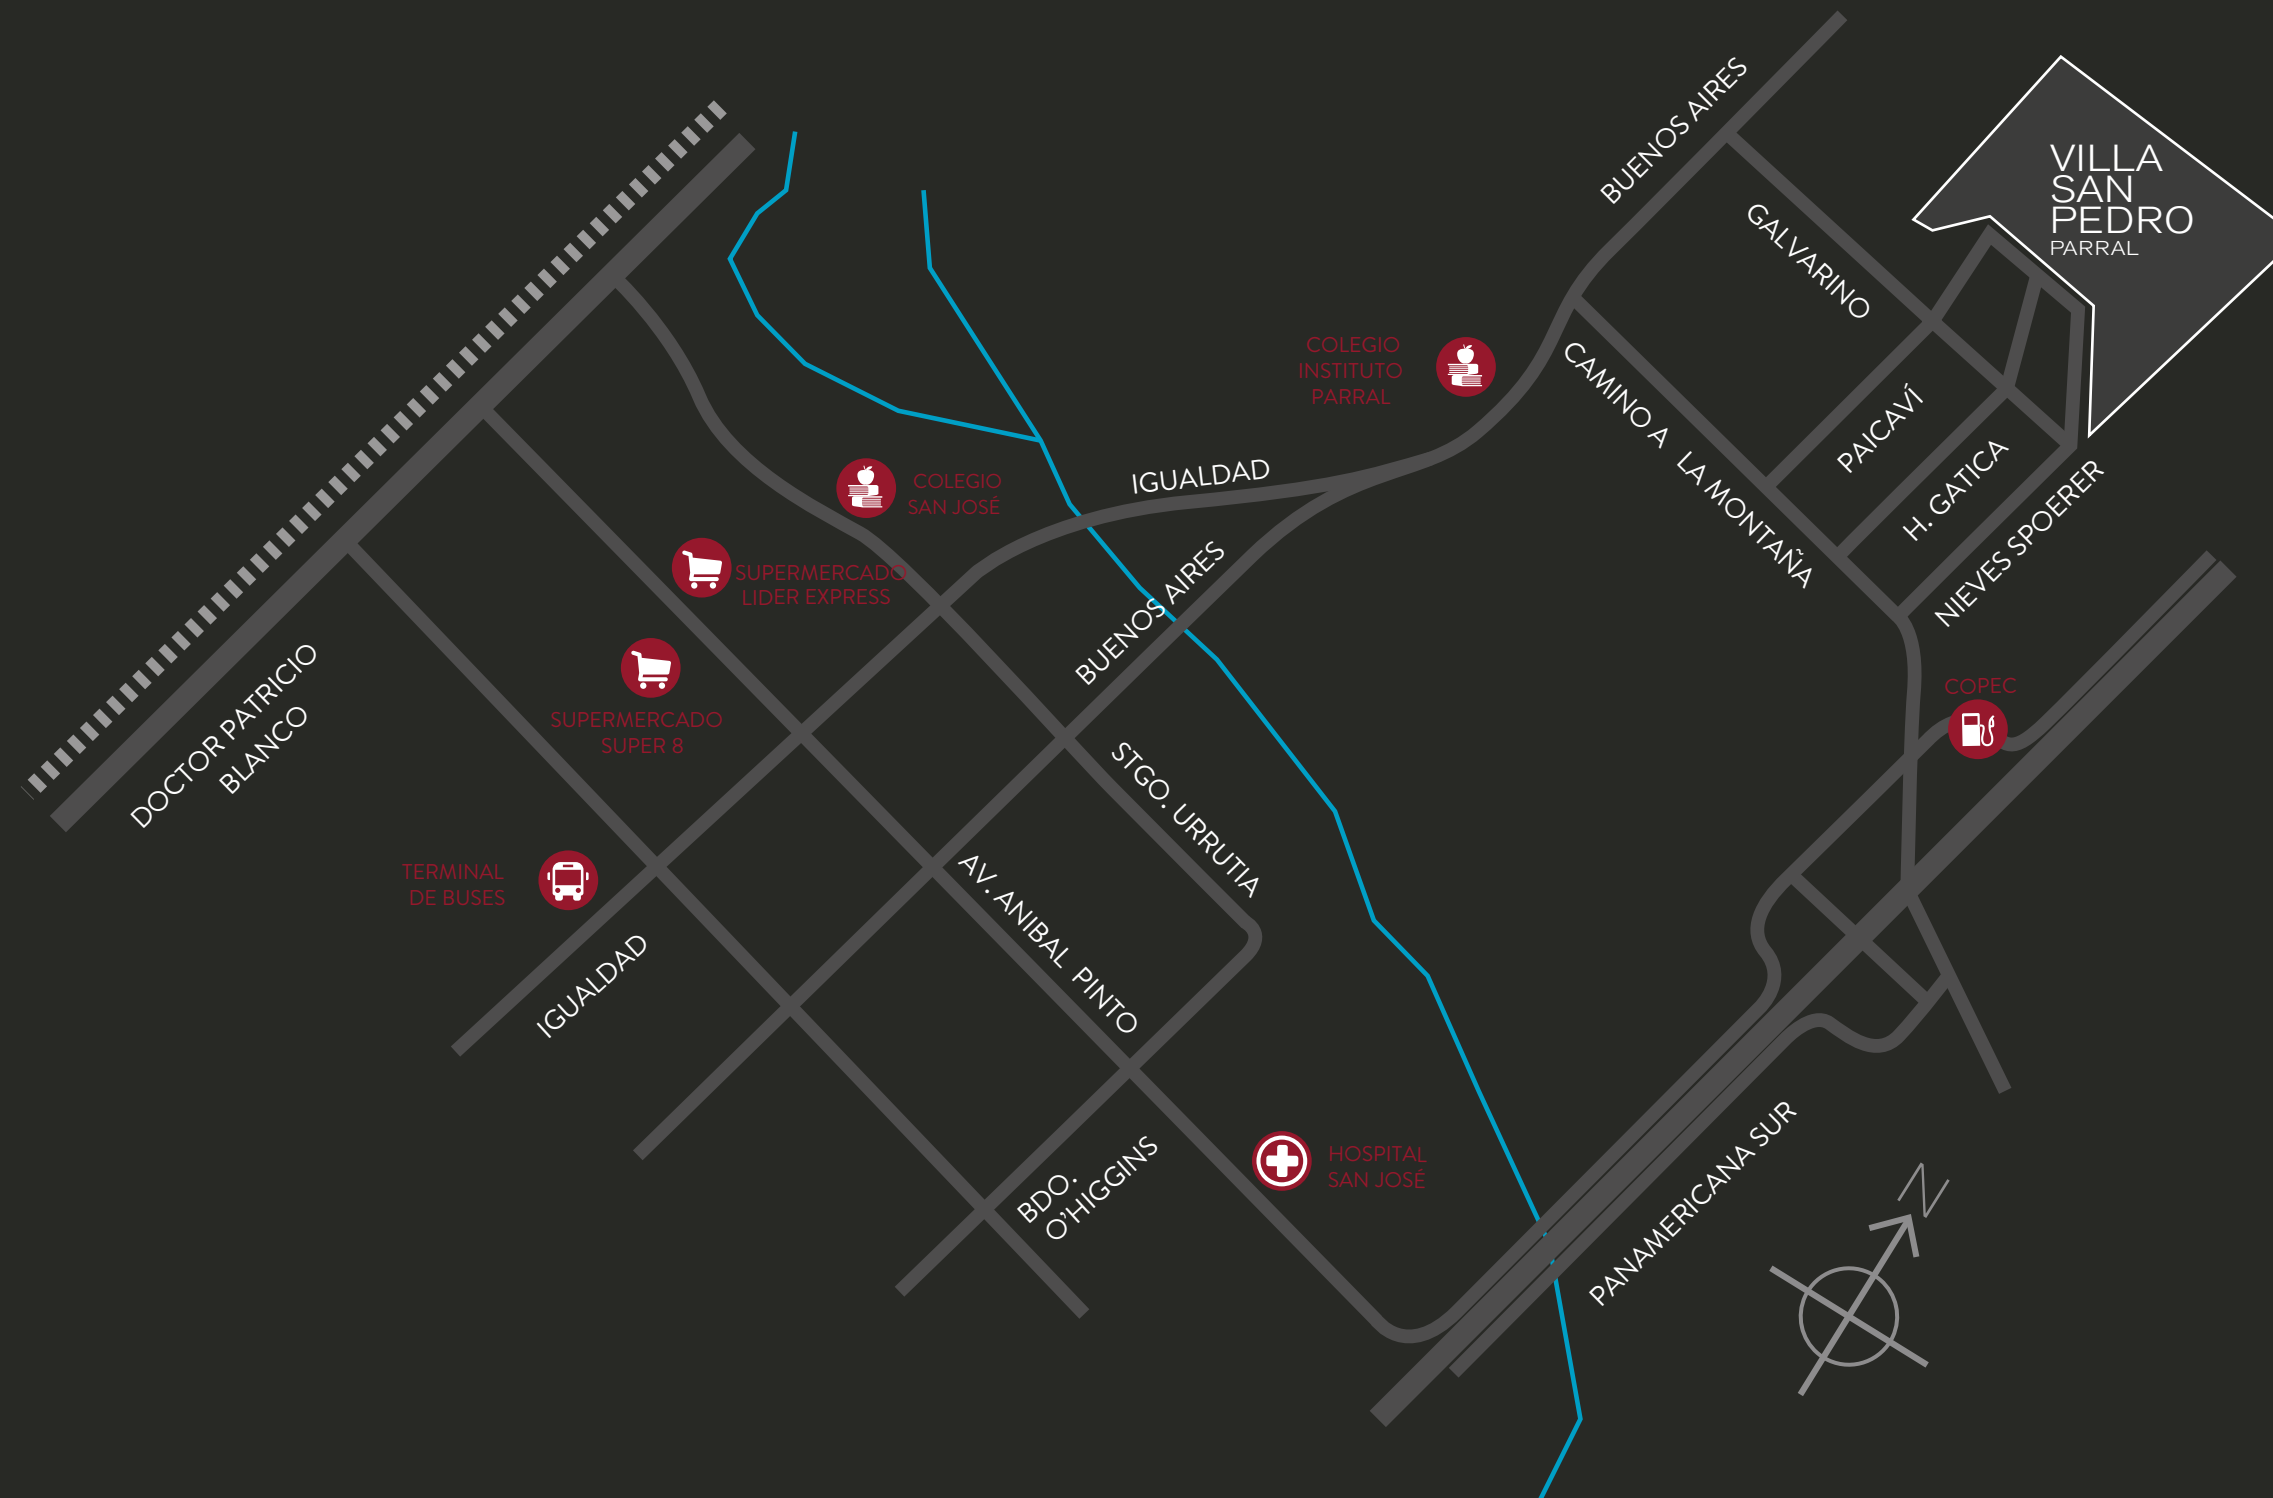 BUENOS AIRES
VILLA
SAN
PEDRO
PARRAL
GALVARINO
COLEGIO
INSTITUTO
PARRAL
CAMINO A LA MONTAÑA
PAICAVÍ
H. GATICA
NIEVES SPOERER
IGUALDAD
COLEGIO
SAN JOSÉ
SUPERMERCADO
LIDER EXPRESS
BUENOS AIRES
SUPERMERCADO
SUPER 8
DOCTOR PATRICIO
BLANCO
COPEC
STGO. URRUTIA
TERMINAL
DE BUSES
AV. ANIBAL PINTO
IGUALDAD
BDO.
O'HIGGINS
HOSPITAL
SAN JOSÉ
PANAMERICANA SUR
N